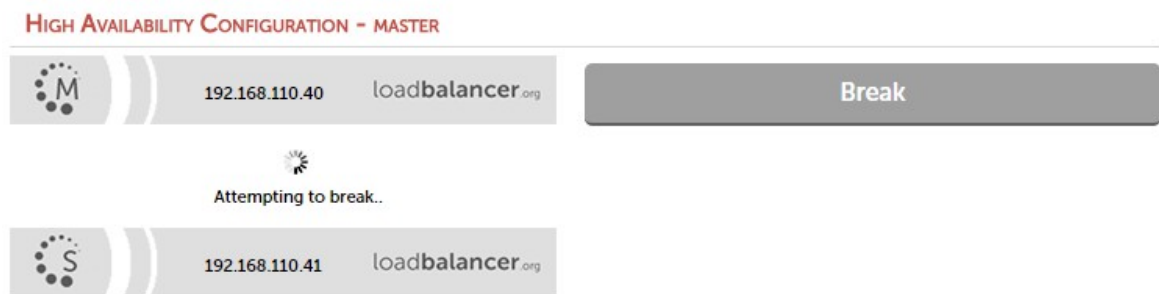 HIGH AVAILABILITY CONFIGURATION - MASTER
M 192.168.110.40 loadbalancer.org
Break
Attempting to break..
S 192.168.110.41 loadbalancer.org